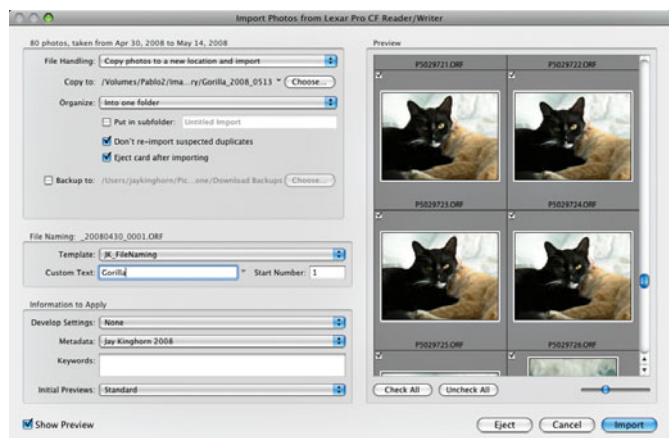 Import Photos from Lexar Pro CF Reader/Writer
80 photos, taken from Apr 30, 2008 to May 14, 2008
File Handling: Copy photos to a new location and import
Copy to: /Volumes/Pablo2/Ima...ry/Gorilla_2008_0513 Choose...
Organize: Into one folder
Put in subfolder: Untitled Import
Don't re-import suspected duplicates
Eject card after importing
Backup to: /Users/jaykinghorn/Pic...one/Download Backups Choose...
File Naming: _20080430_0001.ORF
Template: JK_FileNaming
Custom Text: Gorilla Start Number: 1
Information to Apply
Develop Settings: None
Metadata: Jay Kinghorn 2008
Keywords:
Initial Previews: Standard
Show Preview
Preview
P5029721.ORF P5029722.ORF
P5029723.ORF P5029724.ORF
P5029725.ORF P5029726.ORF
Check All Uncheck All
Eject Cancel Import